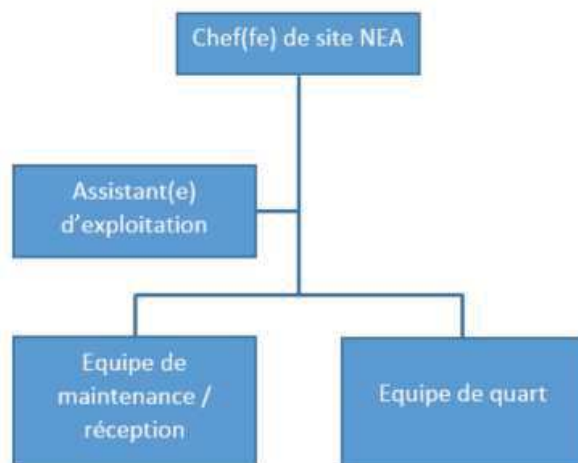 Chef(fe) de site NEA
Assistant(e)
d'exploitation
Equipe de
maintenance /
réception
Equipe de quart